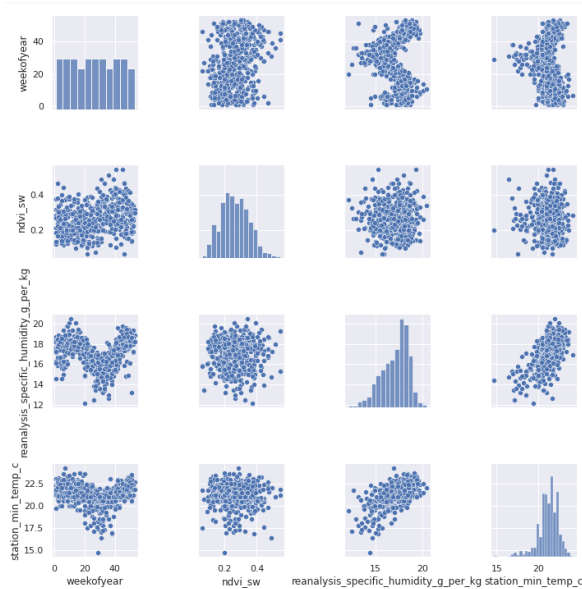 weekofyear
40
20
0
ndvi_sw
0.4
0.2
reanalysis_specific_humidity_g_per_kg
20
18
16
14
12
station_min_temp_c
22.5
20.0
17.5
15.0
0 20 40
0.2 0.4
15 20
15 20
weekofyear
ndvi_sw
reanalysis_specific_humidity_g_per_kg
station_min_temp_c